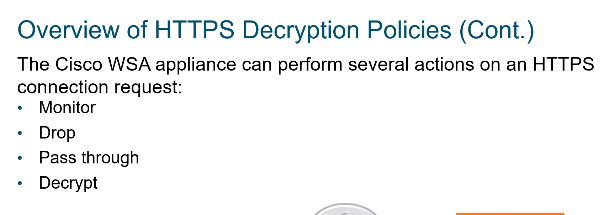 Overview of HTTPS Decryption Policies (Cont.)
The Cisco WSA appliance can perform several actions on an HTTPS
connection request:
• Monitor
• Drop
• Pass through
• Decrypt